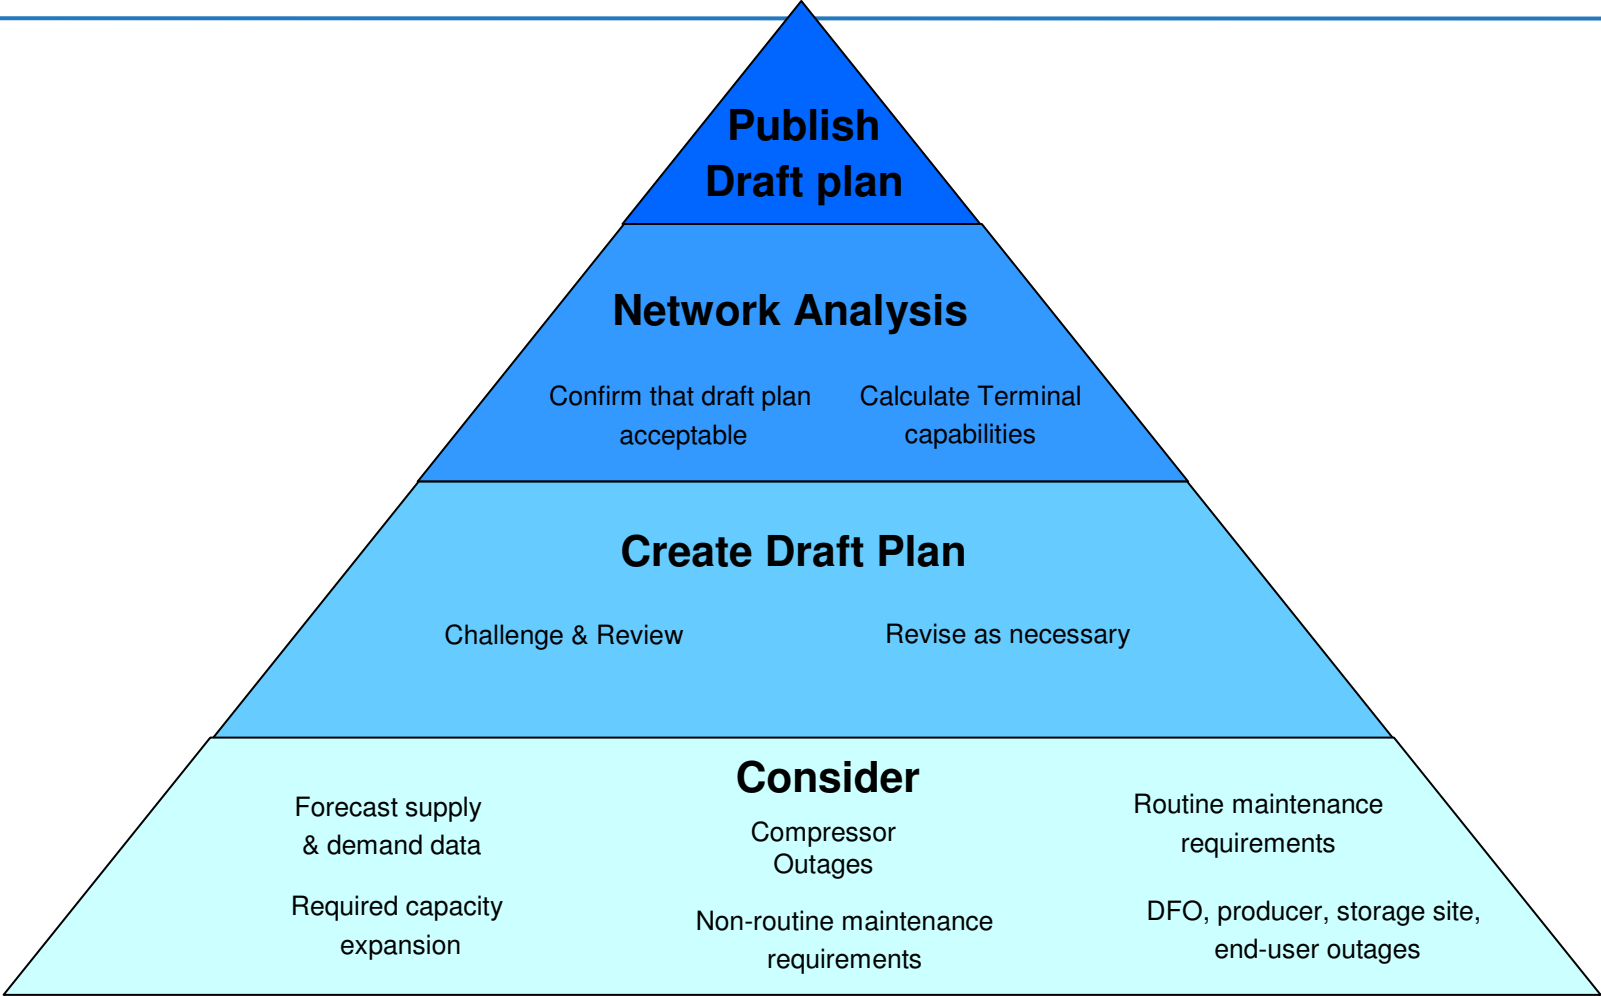 Publish
Draft plan
Network Analysis
Confirm that draft plan
acceptable
Calculate Terminal
capabilities
Create Draft Plan
Challenge & Review
Revise as necessary
Consider
Forecast supply
& demand data
Compressor
Outages
Routine maintenance
requirements
Required capacity
expansion
Non-routine maintenance
requirements
DFO, producer, storage site,
end-user outages